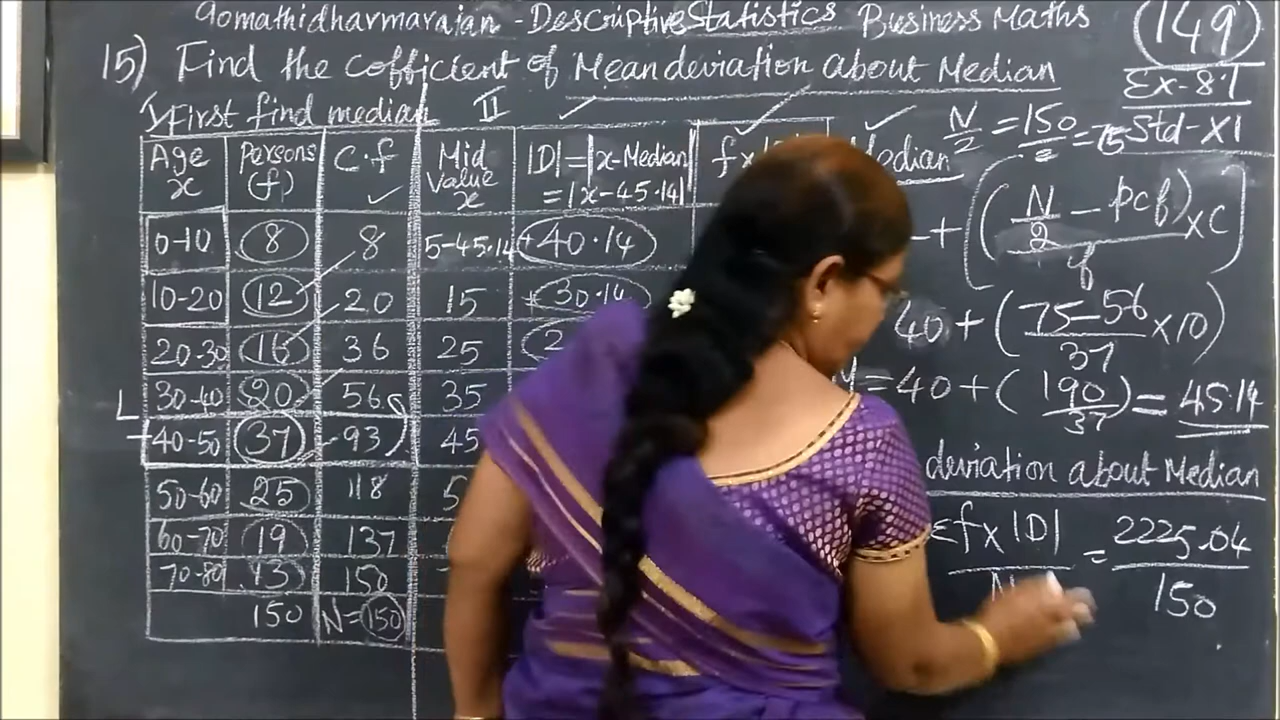 Gomathidharmarajan - Descriptive Statistics Business Maths
(149)
15) Find the cofficient of Mean deviation about Median
Ex-8.1
Std-XI
I) First find median II
N/2 = 150/2 = 75
Age x | Persons (f) | C.f | Mid Value x | |D| = |x-Median| = |x-45.14|
0-10 | 8 | 8 | 5-45.14 | 40.14
10-20 | 12 | 20 | 15 | 30.14
20-30 | 16 | 36 | 25
L 30-40 | 20 | 56 | 35
40-50 | 37 | 93 | 45
50-60 | 25 | 118
60-70 | 19 | 137
70-80 | 13 | 150
150 | N=150
+ ((N/2 - pcf)/f × C)
40 + (75-56/37 × 10)
= 40 + (190/37) = 45.14
deviation about Median
Σf×|D|/N = 2225.04/150